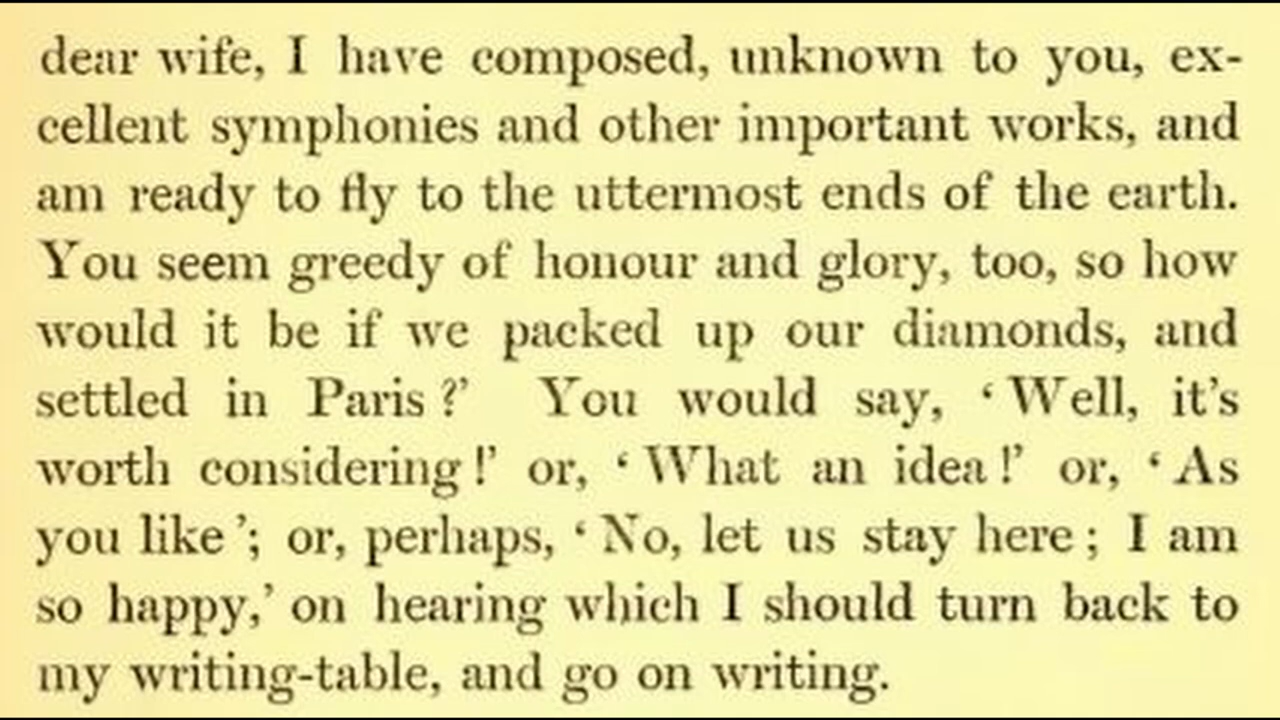 dear wife, I have composed, unknown to you, ex-
cellent symphonies and other important works, and
am ready to fly to the uttermost ends of the earth.
You seem greedy of honour and glory, too, so how
would it be if we packed up our diamonds, and
settled in Paris ?’ You would say, ‘ Well, it’s
worth considering !’ or, ‘ What an idea !’ or, ‘ As
you like ’; or, perhaps, ‘ No, let us stay here ; I am
so happy,’ on hearing which I should turn back to
my writing-table, and go on writing.